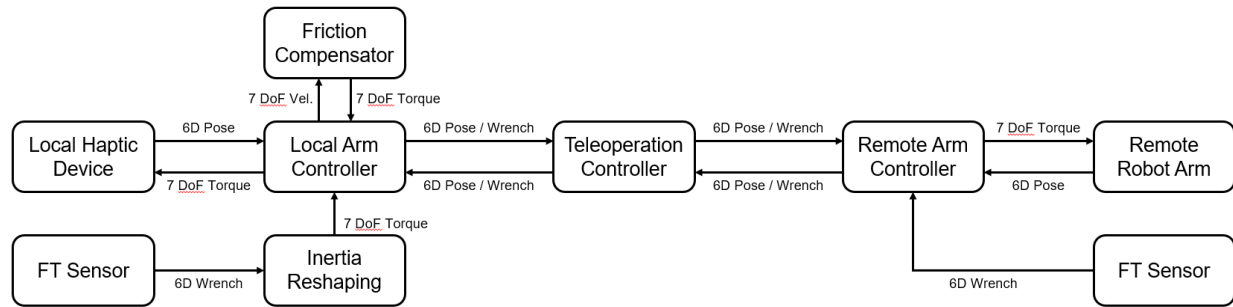 Friction
Compensator
7 DoF Vel.
7 DoF Torque
Local Haptic
Device
6D Pose
7 DoF Torque
Local Arm
Controller
6D Pose / Wrench
6D Pose / Wrench
Teleoperation
Controller
6D Pose / Wrench
6D Pose / Wrench
Remote Arm
Controller
7 DoF Torque
6D Pose
Remote
Robot Arm
7 DoF Torque
FT Sensor
6D Wrench
Inertia
Reshaping
6D Wrench
FT Sensor